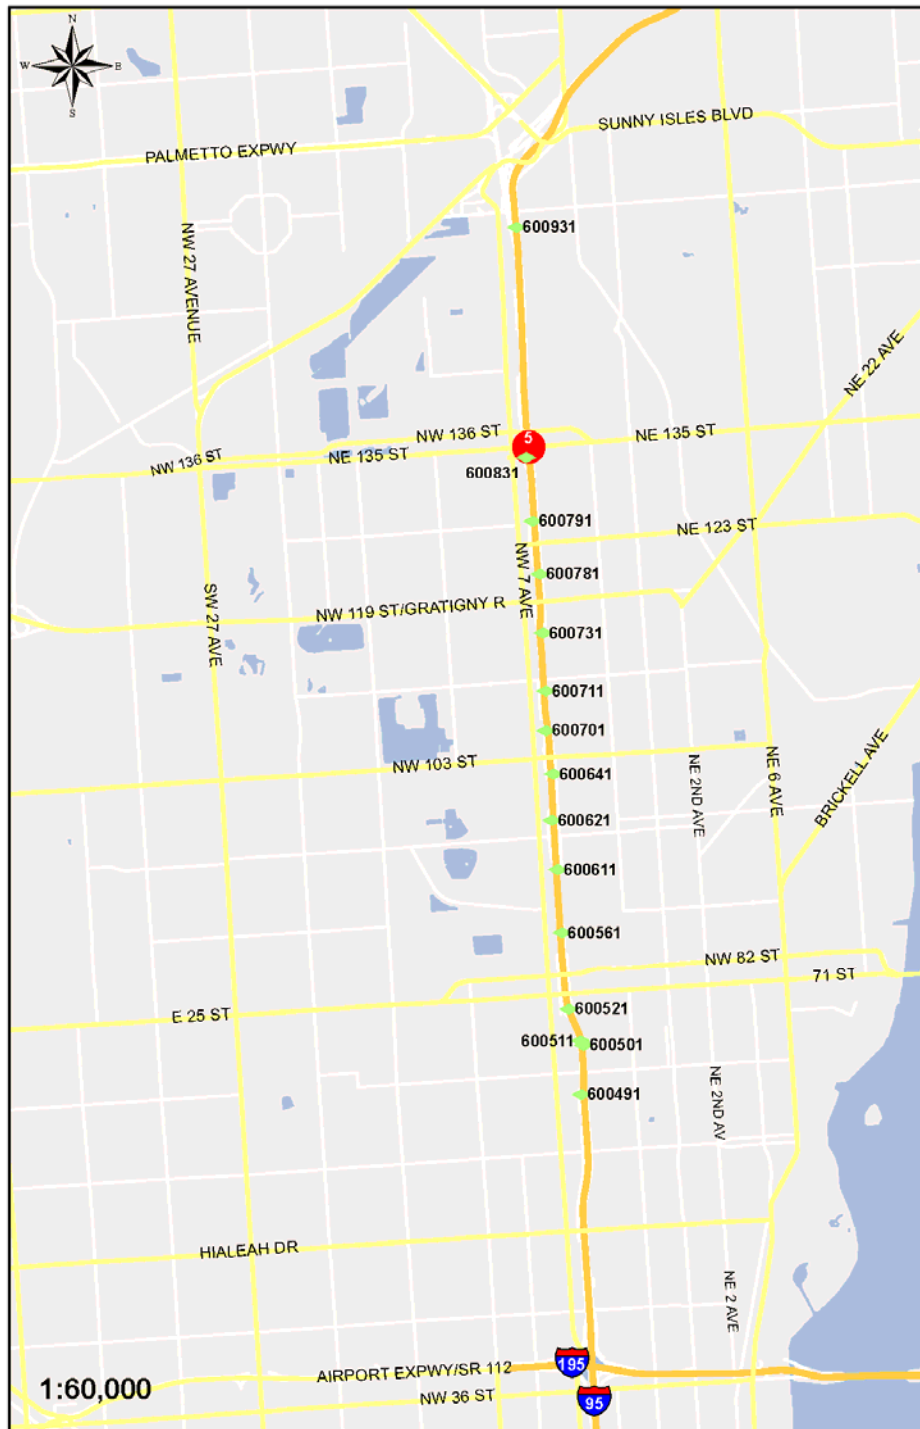 N
W E
S
SUNNY ISLES BLVD
PALMETTO EXPWY
600931
NW 27 AVENUE
NE 22 AVE
NW 136 ST
NE 135 ST
5
NW 136 ST
NE 135 ST
600831
600791
NE 123 ST
NW 7 AVE
600781
SW 27 AVE
NW 119 ST/GRATIGNY R
600731
600711
600701
NW 103 ST
600641
NE 2ND AVE
NE 6 AVE
BRICKELL AVE
600621
600611
600561
NW 82 ST
71 ST
E 25 ST
600521
600511
600501
600491
NE 2ND AV
HIALEAH DR
NE 2 AVE
195
AIRPORT EXPWY/SR 112
1:60,000
NW 36 ST
95